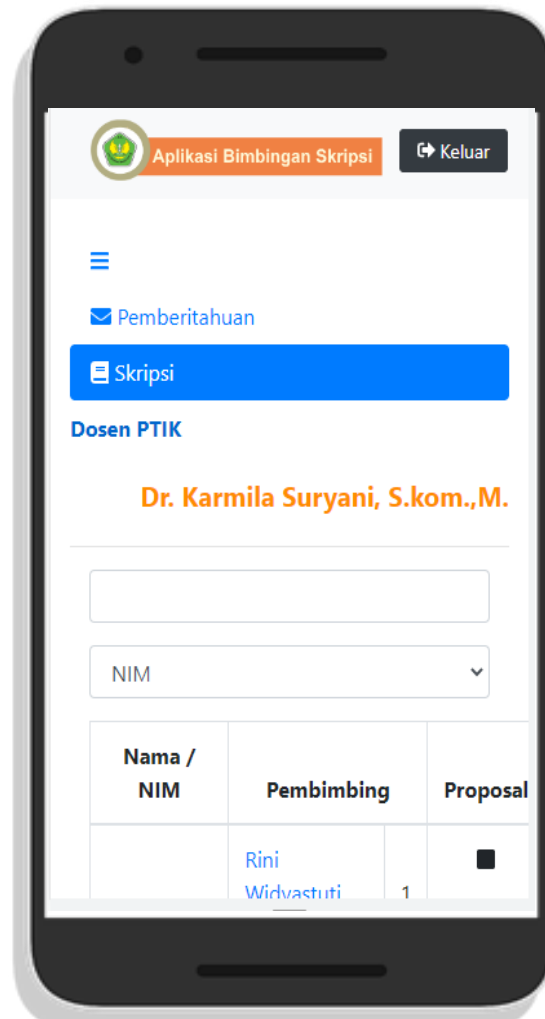 Aplikasi Bimbingan Skripsi
Keluar
Pemberitahuan
Skripsi
Dosen PTIK
Dr. Karmila Suryani, S.kom.,M.
NIM
Nama /
NIM
Pembimbing
Proposal
Rini
Widyastuti
1